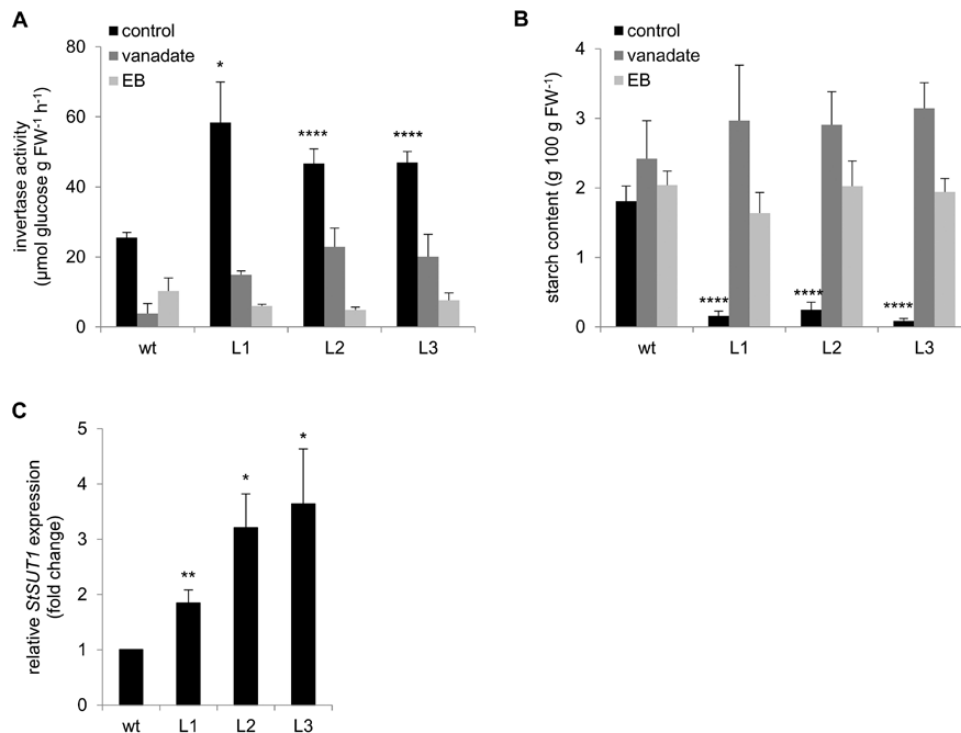 A
control
vanadate
EB
invertase activity
(µmol glucose g FW⁻¹ h⁻¹)
80
60
40
20
0
*
****
****
wt
L1
L2
L3
B
control
vanadate
EB
starch content (g 100 g FW⁻¹)
4
3
2
1
0
****
****
****
wt
L1
L2
L3
C
relative StSUT1 expression
(fold change)
5
4
3
2
1
0
**
*
*
wt
L1
L2
L3